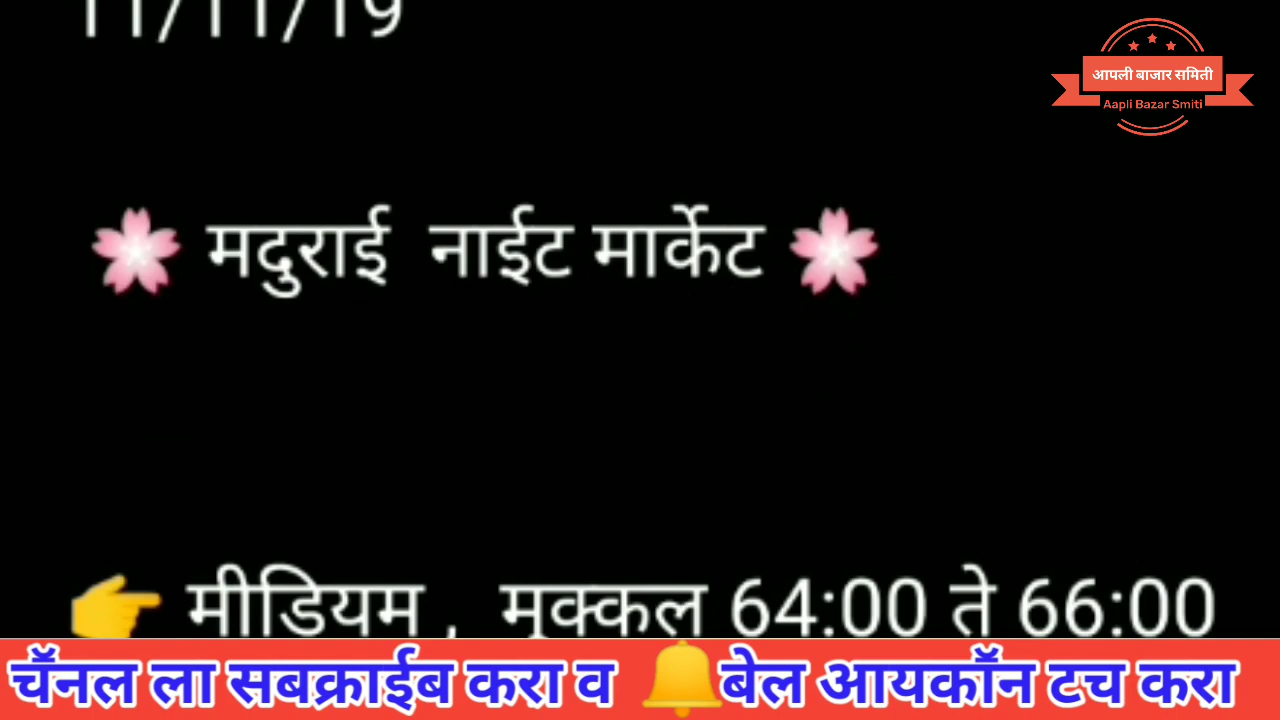 11/11/19
आपली बाजार समिती
Aapli Bazar Smiti
🌸 मदुराई नाईट मार्केट 🌸
👉 मीडियम , मूक्कल 64:00 ते 66:00
चॅनल ला सबक्राईब करा व 🔔बेल आयकॉन टच करा